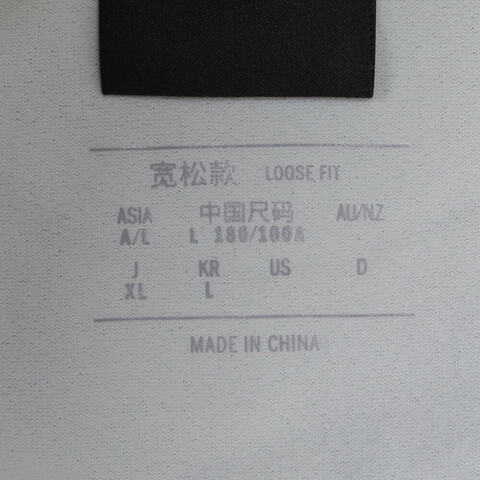 宽松款 LOOSE FIT
ASIA 中国尺码 AU/NZ
A/L L 180/100A -
J KR US D
XL L - -
MADE IN CHINA